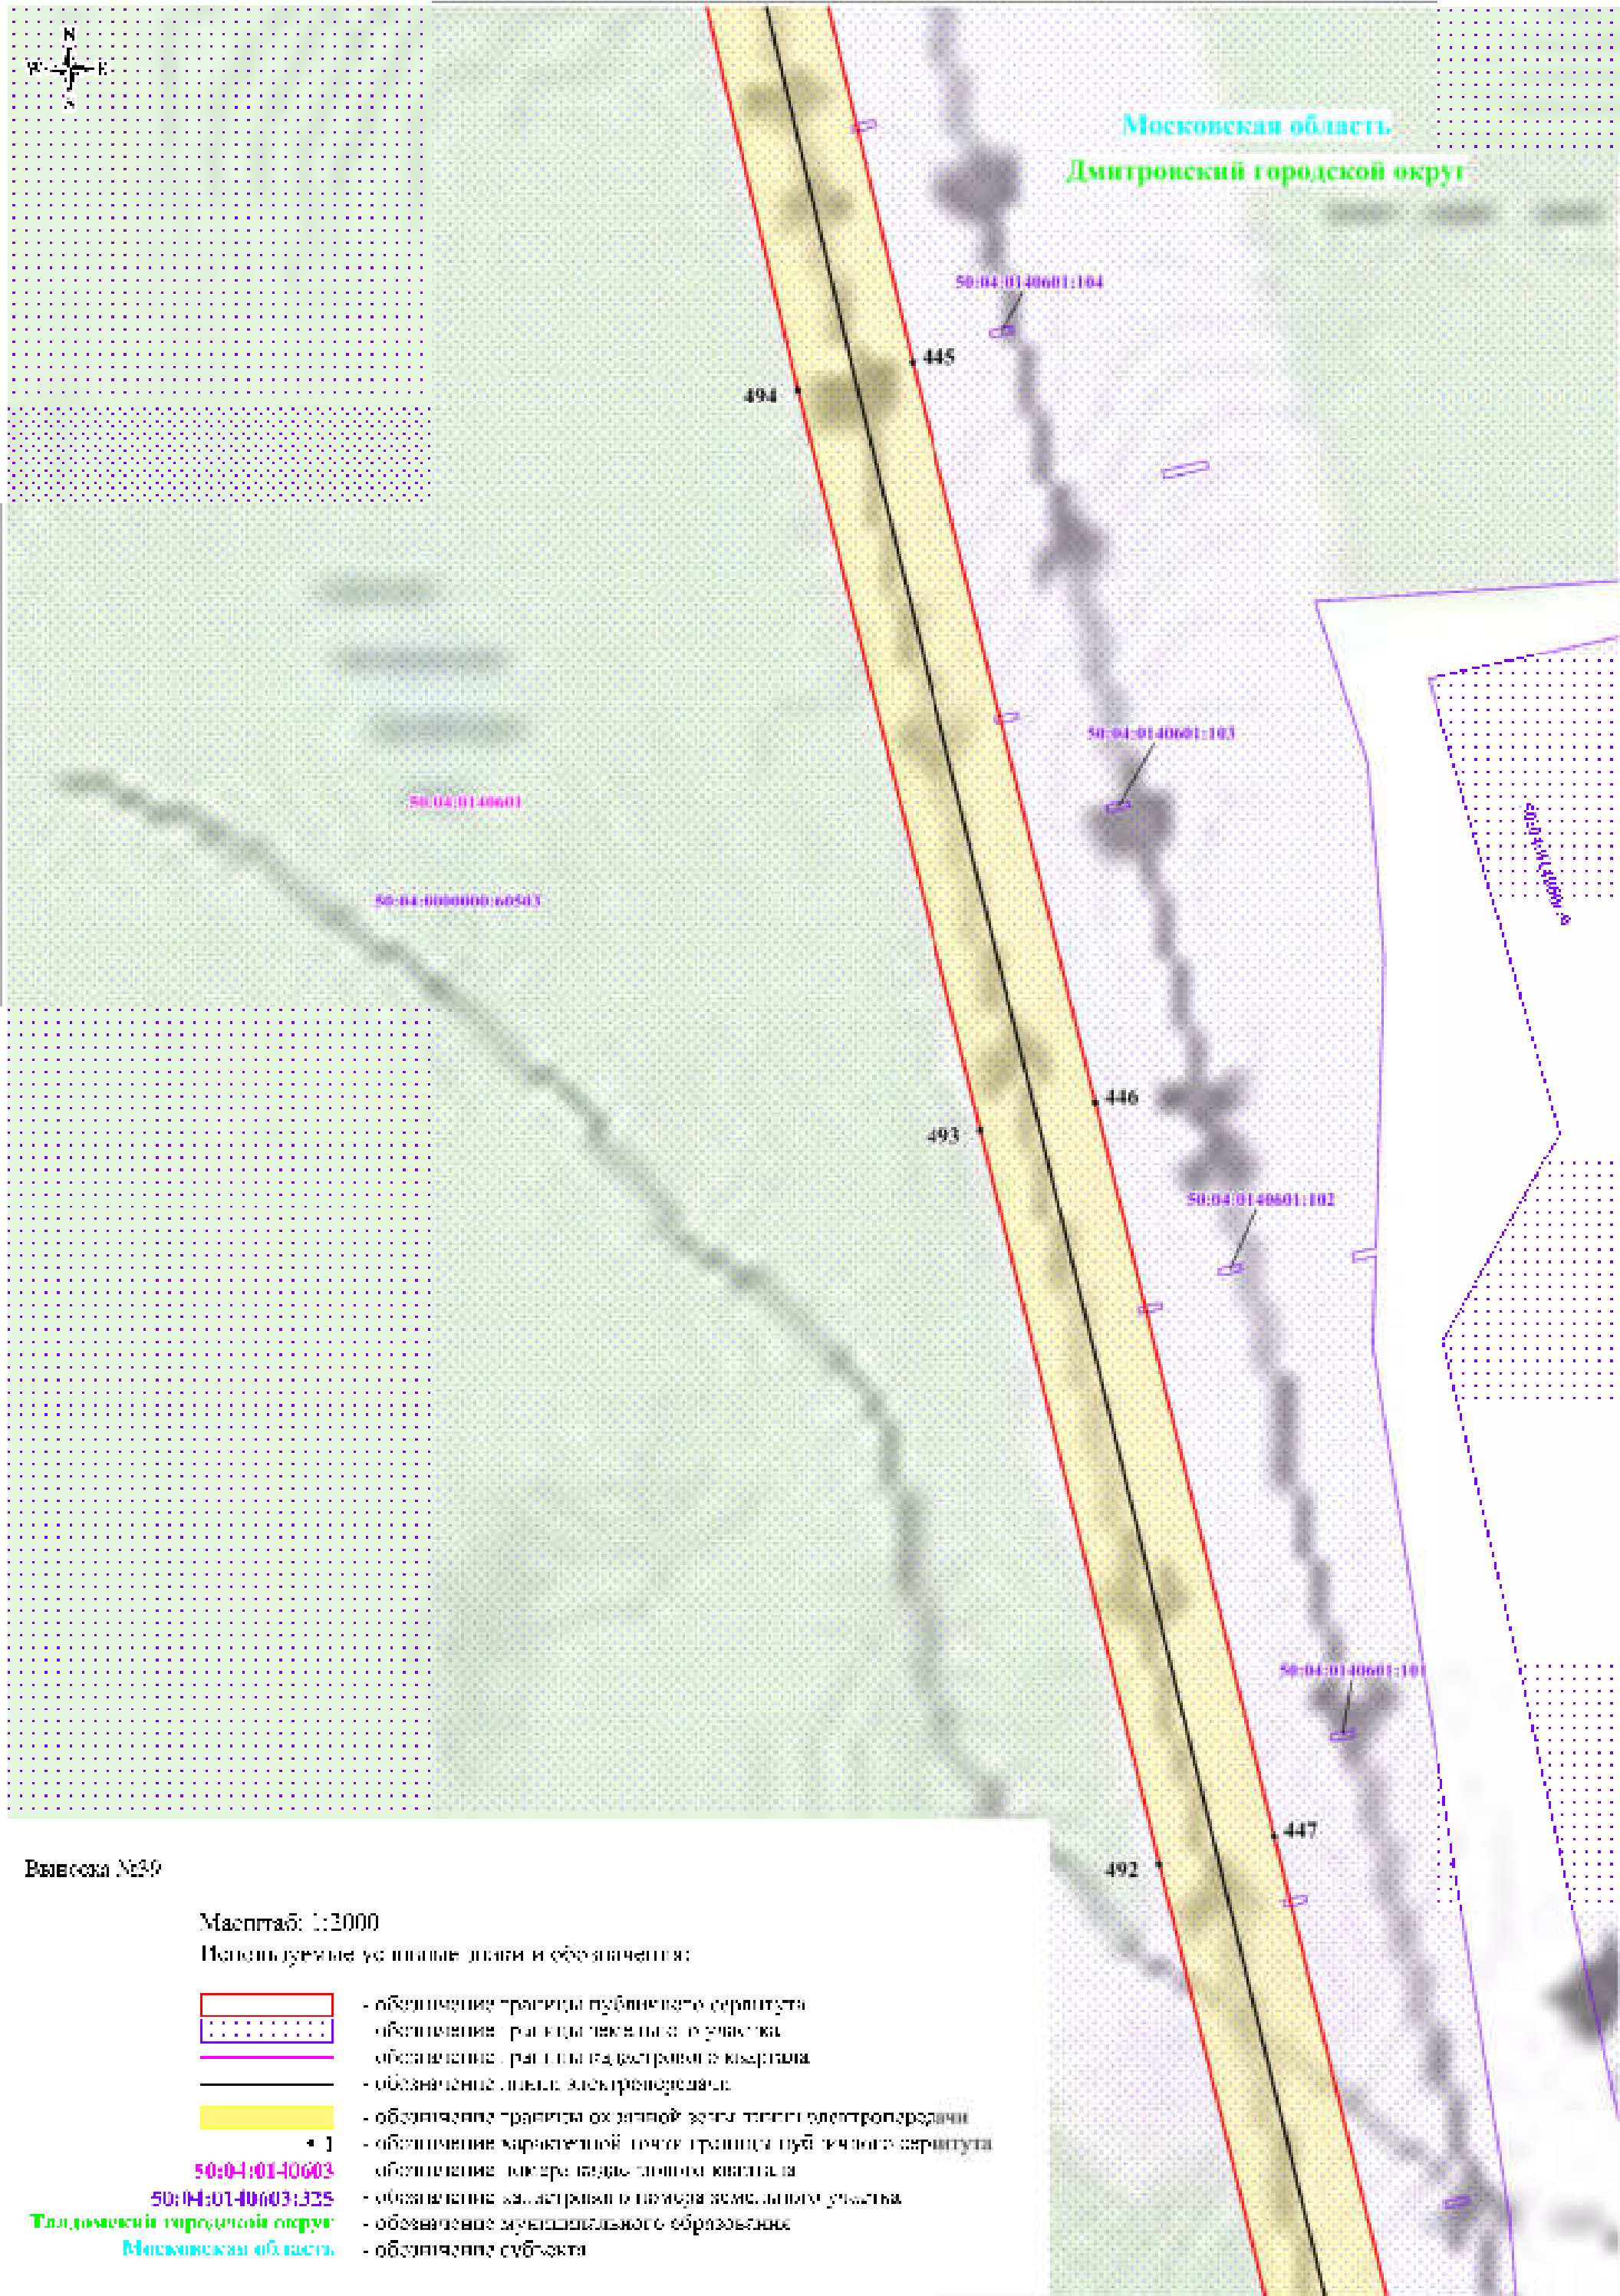 N
W E
S
Московская область
Дмитровский городской округ
50:04:0140601:104
445
494
50:04:0140601:103
50:04:0140601
50:04:0000000:60503
446
493
50:04:0140601:102
50:04:0140601:101
447
492
Выноска №39
Масштаб: 1:2000
Используемые условные знаки и обозначения:
- обозначение границы публичного сервитута
- обозначение границы земельного участка
- обозначение границы кадастрового квартала
- обозначение линии электропередачи
- обозначение границы охранной зоны линии электропередачи
• 1 - обозначение характерной точки границы публичного сервитута
50:04:0140603 - обозначение номера кадастрового квартала
50:04:0140603:325 - обозначение кадастрового номера земельного участка
Талдомский городской округ - обозначение муниципального образования
Московская область - обозначение субъекта